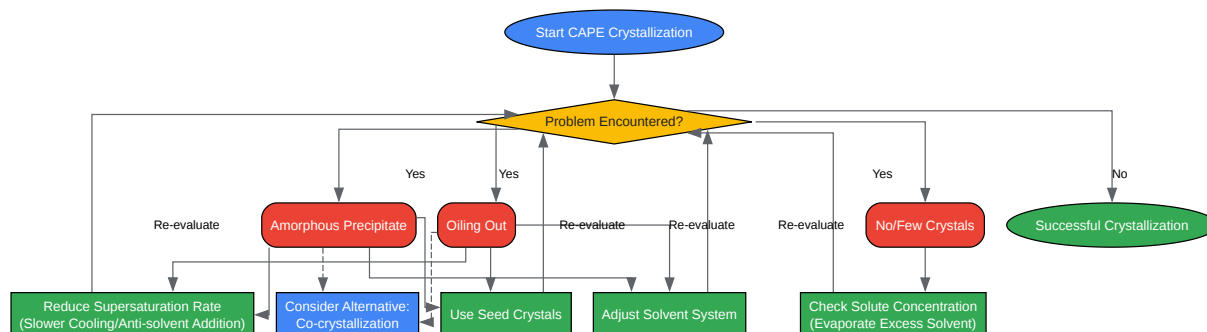 Start CAPE Crystallization
Problem Encountered?
Yes
Yes
Yes
No
Re-evaluate
Amorphous Precipitate
Oiling Out
Re-evaluate
Re-evaluate
Re-evaluate
No/Few Crystals
Successful Crystallization
Reduce Supersaturation Rate
(Slower Cooling/Anti-solvent Addition)
Consider Alternative:
Co-crystallization
Use Seed Crystals
Adjust Solvent System
Check Solute Concentration
(Evaporate Excess Solvent)